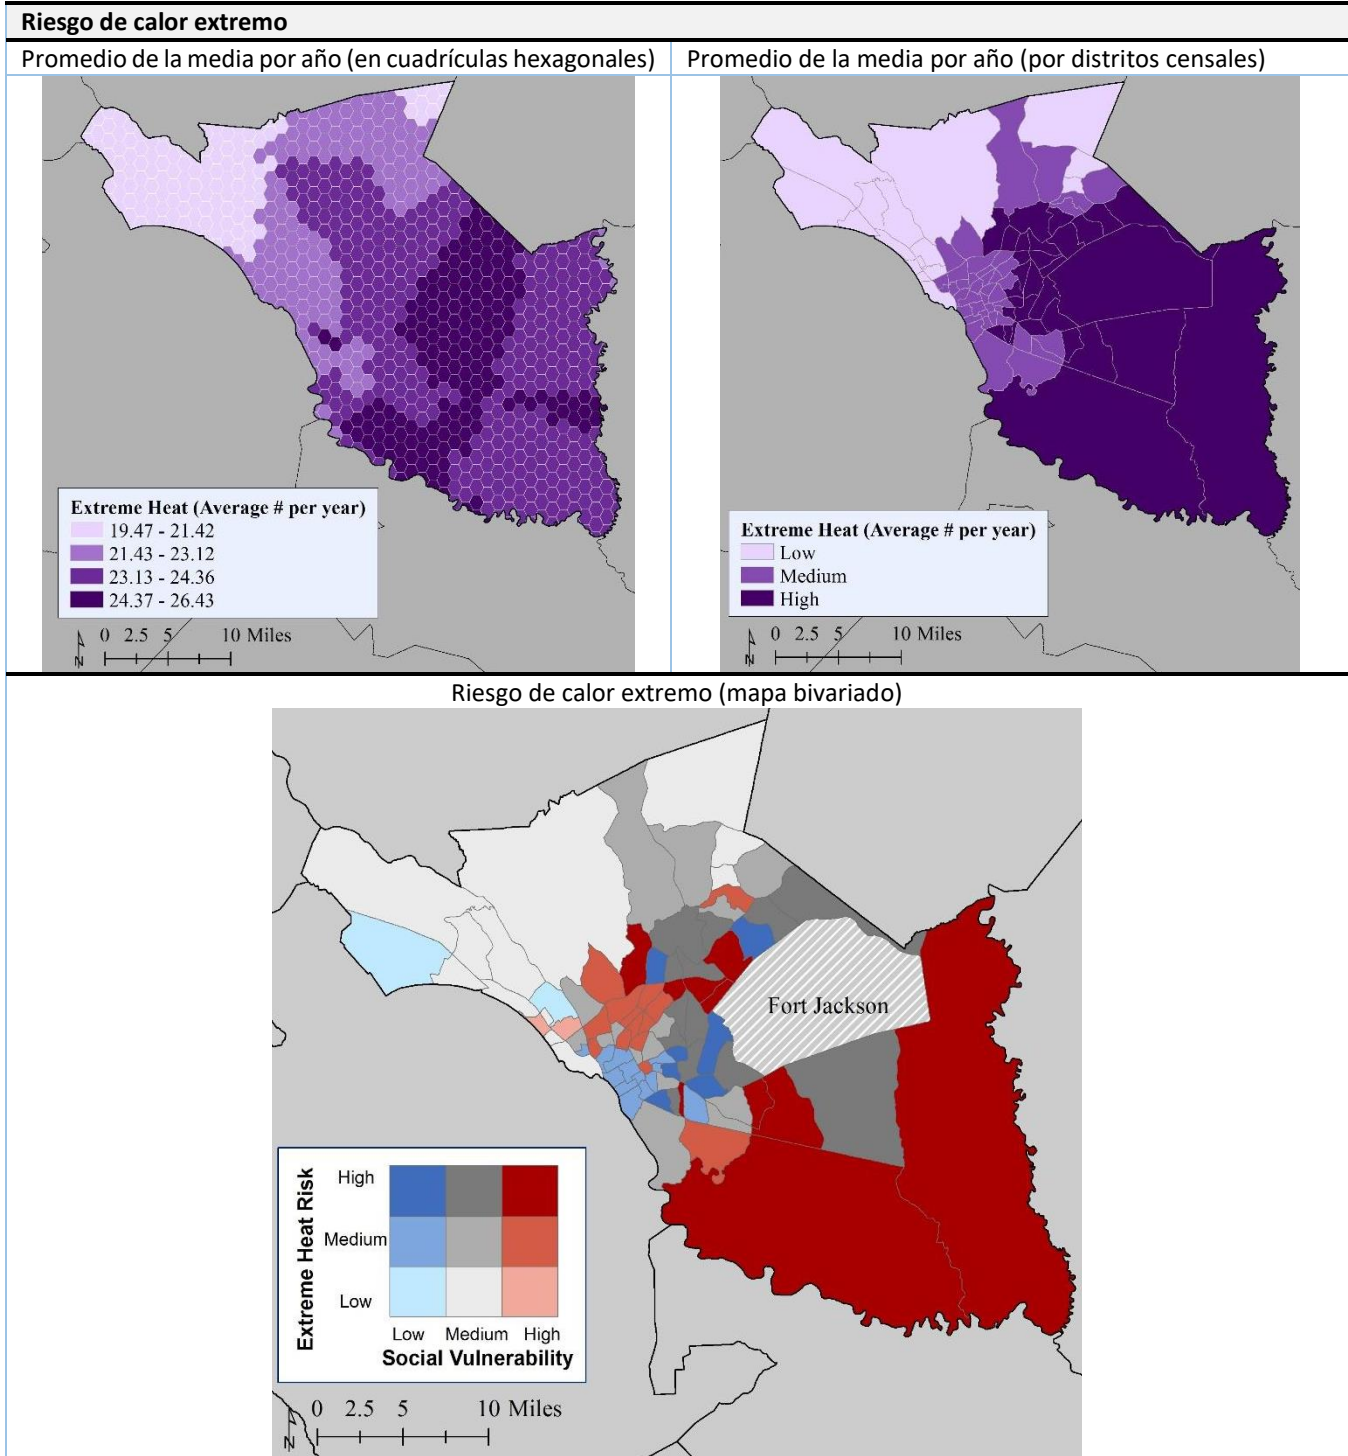 Riesgo de calor extremo
Promedio de la media por año (en cuadrículas hexagonales)
Promedio de la media por año (por distritos censales)
Extreme Heat (Average # per year)
19.47 - 21.42
21.43 - 23.12
23.13 - 24.36
24.37 - 26.43
N
0 2.5 5 10 Miles
Extreme Heat (Average # per year)
Low
Medium
High
N
0 2.5 5 10 Miles
Riesgo de calor extremo (mapa bivariado)
Fort Jackson
Extreme Heat Risk
High
Medium
Low
Low Medium High
Social Vulnerability
N
0 2.5 5 10 Miles